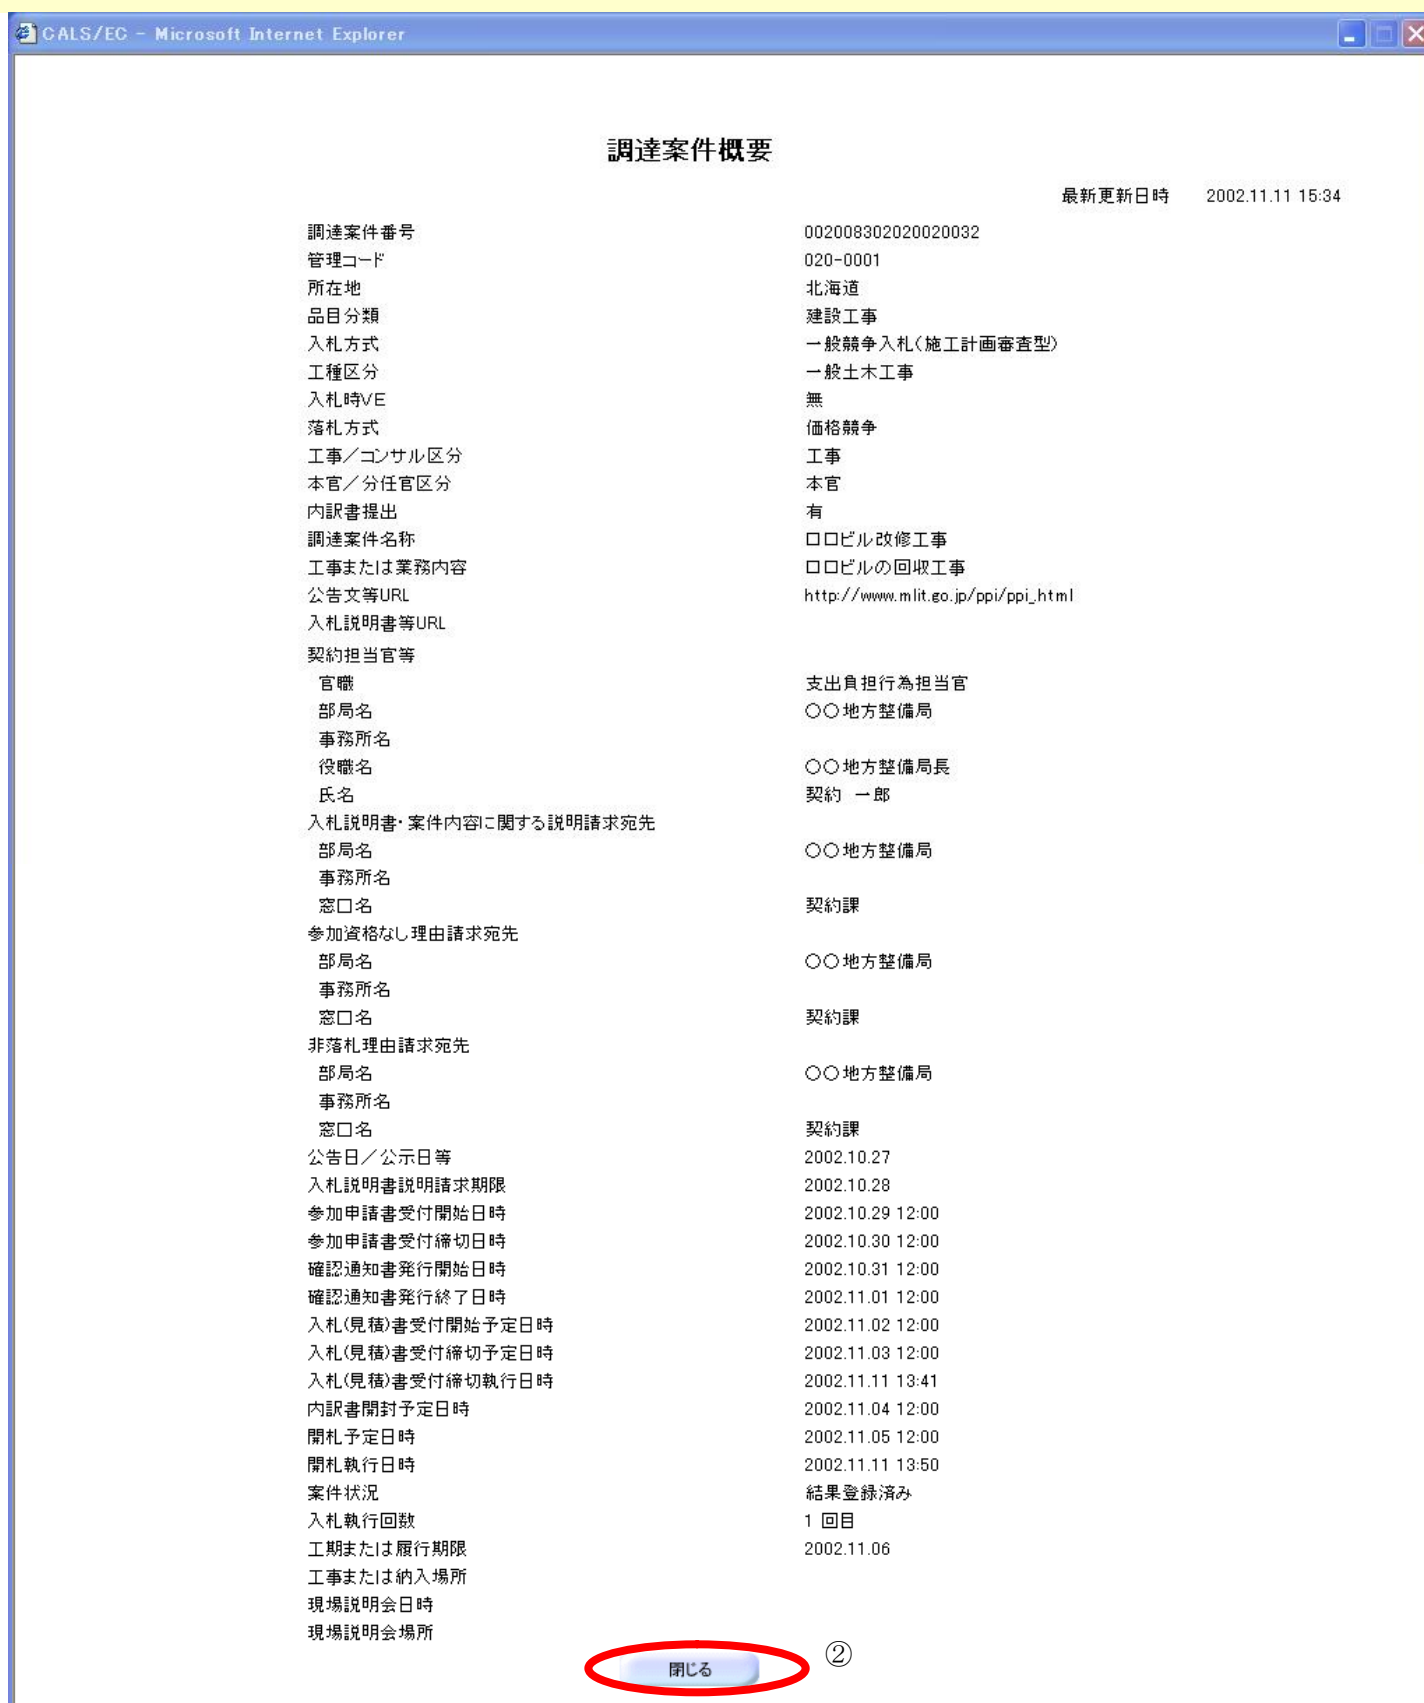 CALS/EC - Microsoft Internet Explorer
調達案件概要
最新更新日時 2002.11.11 15:34
調達案件番号 002008302020020032
管理コード 020-0001
所在地 北海道
品目分類 建設工事
入札方式 一般競争入札(施工計画審査型)
工種区分 一般土木工事
入札時VE 無
落札方式 価格競争
工事/コンサル区分 工事
本官/分任官区分 本官
内訳書提出 有
調達案件名称 ロロビル改修工事
工事または業務内容 ロロビルの回収工事
公告文等URL http://www.mlit.go.jp/ppi/ppi_html
入札説明書等URL
契約担当官等
官職 支出負担行為担当官
部局名 〇〇地方整備局
事務所名
役職名 〇〇地方整備局長
氏名 契約 一郎
入札説明書・案件内容に関する説明請求宛先
部局名 〇〇地方整備局
事務所名
窓口名 契約課
参加資格なし理由請求宛先
部局名 〇〇地方整備局
事務所名
窓口名 契約課
非落札理由請求宛先
部局名 〇〇地方整備局
事務所名
窓口名 契約課
公告日/公示日等 2002.10.27
入札説明書説明請求期限 2002.10.28
参加申請書受付開始日時 2002.10.29 12:00
参加申請書受付締切日時 2002.10.30 12:00
確認通知書発行開始日時 2002.10.31 12:00
確認通知書発行終了日時 2002.11.01 12:00
入札(見積)書受付開始予定日時 2002.11.02 12:00
入札(見積)書受付締切予定日時 2002.11.03 12:00
入札(見積)書受付締切執行日時 2002.11.11 13:41
内訳書開封予定日時 2002.11.04 12:00
開札予定日時 2002.11.05 12:00
開札執行日時 2002.11.11 13:50
案件状況 結果登録済み
入札執行回数 1 回目
工期または履行期限 2002.11.06
工事または納入場所
現場説明会日時
現場説明会場所
閉じる ②